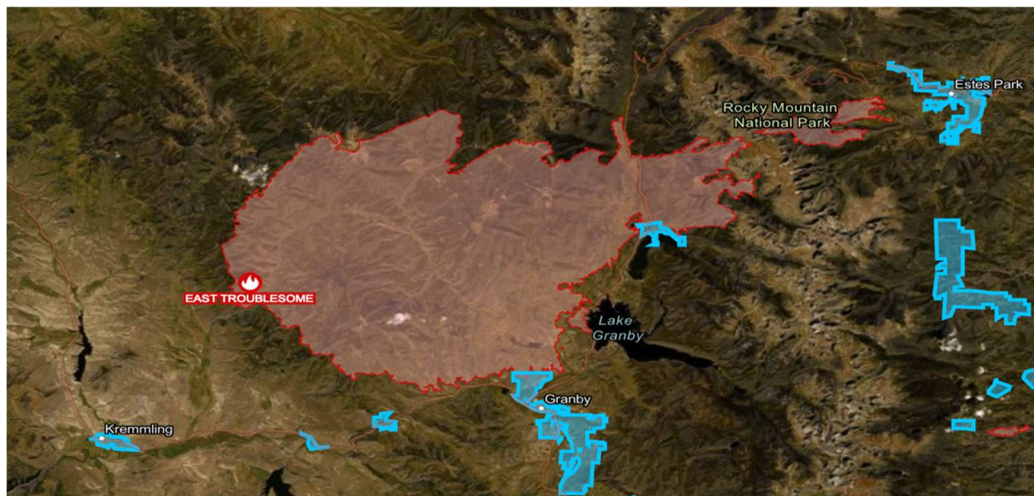 Estes Park
Rocky Mountain
National Park
EAST TROUBLESOME
Lake
Granby
Granby
Kremmling